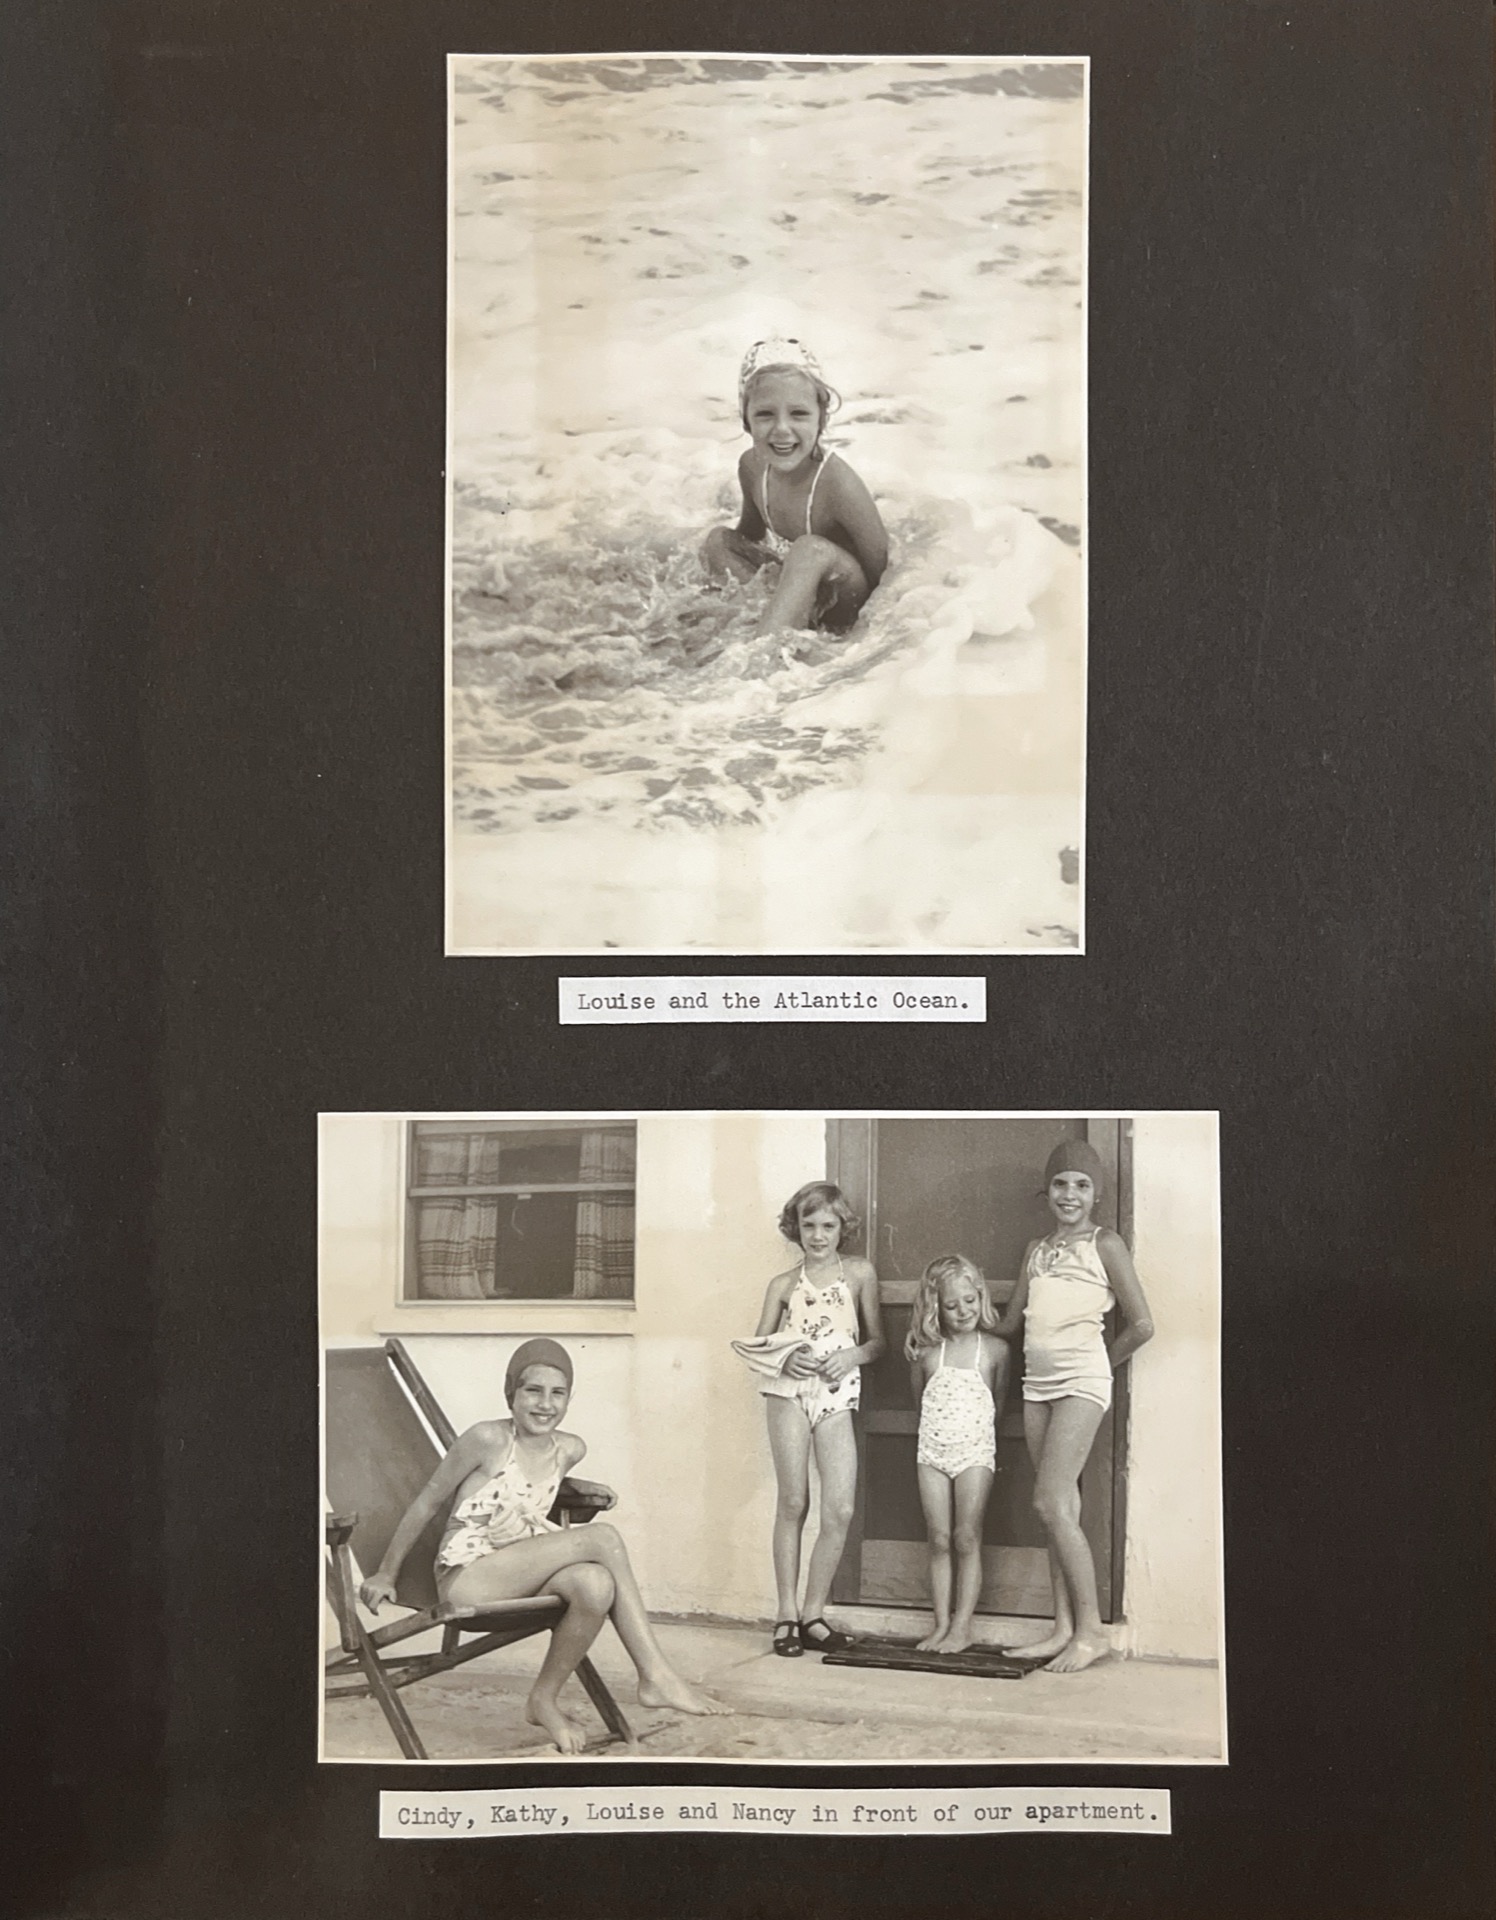 Louise and the Atlantic Ocean.
Cindy, Kathy, Louise and Nancy in front of our apartment.